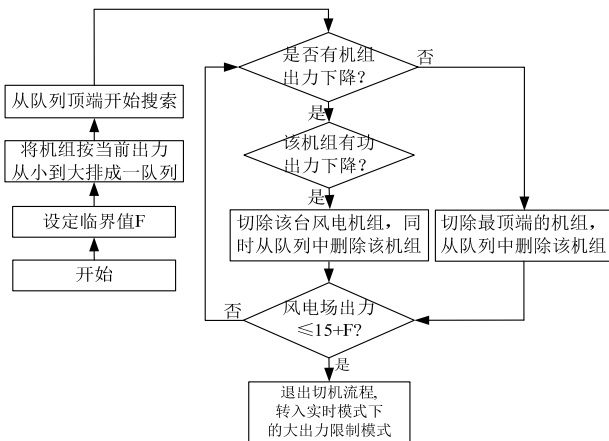 是否有机组
出力下降?
否
从队列顶端开始搜索
是
将机组按当前出力
从小到大排成一队列
该机组有功
出力下降?
是
设定临界值F
切除该台风电机组，同
时从队列中删除该机组
切除最顶端的机组，
从队列中删除该机组
开始
否
风电场出力
≤15+F?
是
退出切机流程,
转入实时模式下
的大出力限制模式